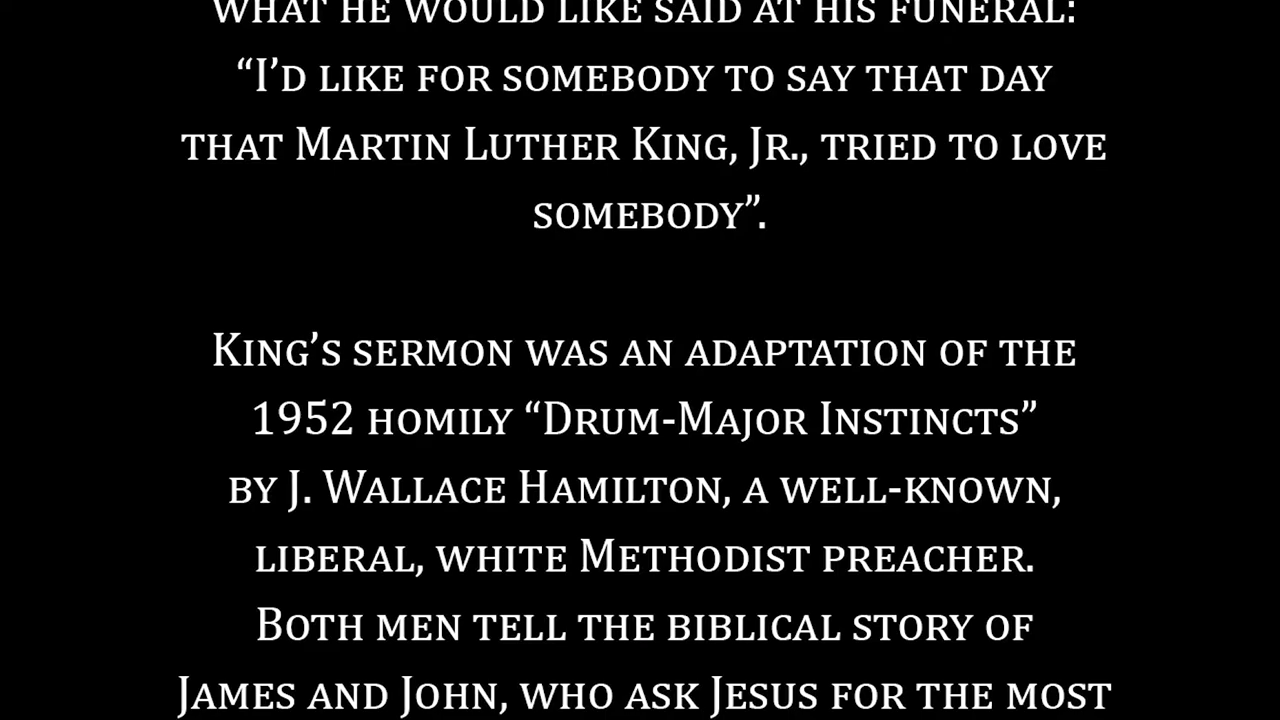 WHAT HE WOULD LIKE SAID AT HIS FUNERAL:
“I’D LIKE FOR SOMEBODY TO SAY THAT DAY
THAT MARTIN LUTHER KING, JR., TRIED TO LOVE
SOMEBODY”.
KING’S SERMON WAS AN ADAPTATION OF THE
1952 HOMILY “DRUM-MAJOR INSTINCTS”
BY J. WALLACE HAMILTON, A WELL-KNOWN,
LIBERAL, WHITE METHODIST PREACHER.
BOTH MEN TELL THE BIBLICAL STORY OF
JAMES AND JOHN, WHO ASK JESUS FOR THE MOST